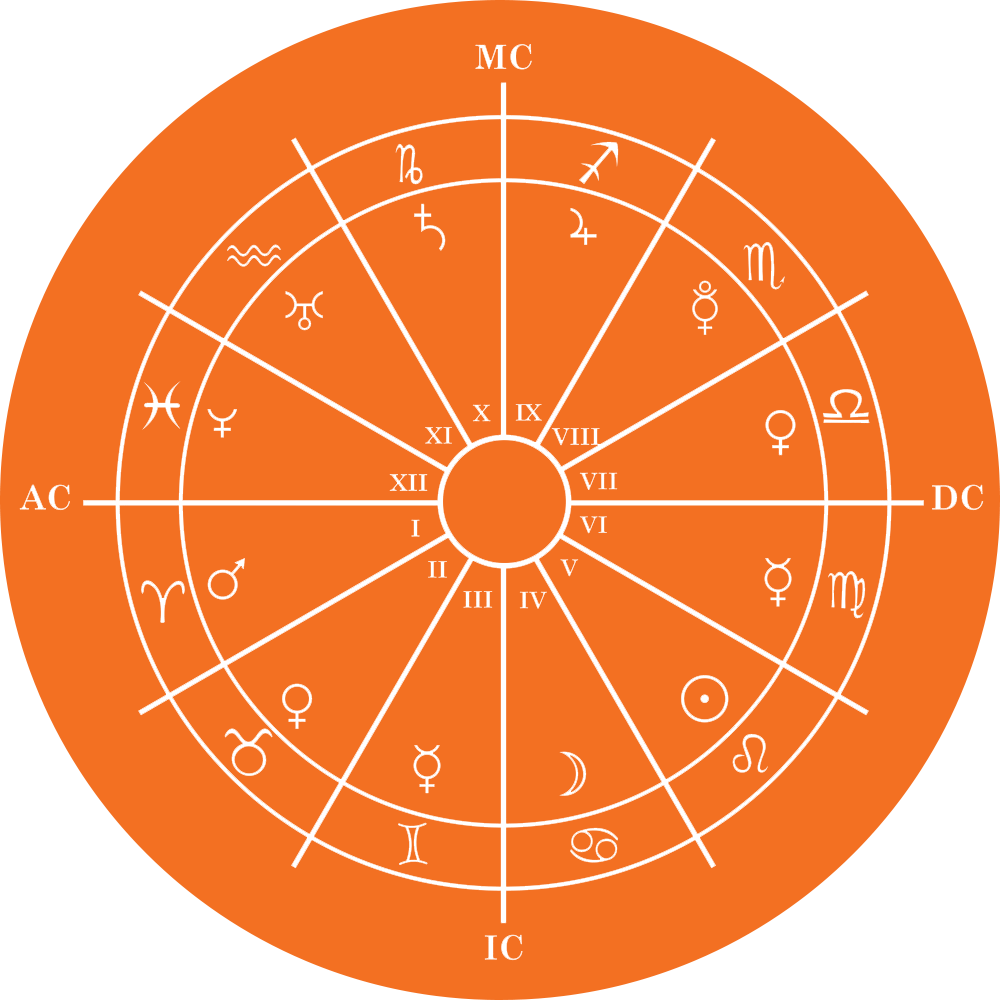 MC
♑ ♐
♄ ♃
♒ ♏
♅ ♇
♓ ♎
♆ ♀
X IX
XI VIII
XII VII
AC DC
I VI
II V
III IV
♈ ♍
♂ ☿
♀ ☉
♉ ♌
☿ ☽
♊ ♋
IC